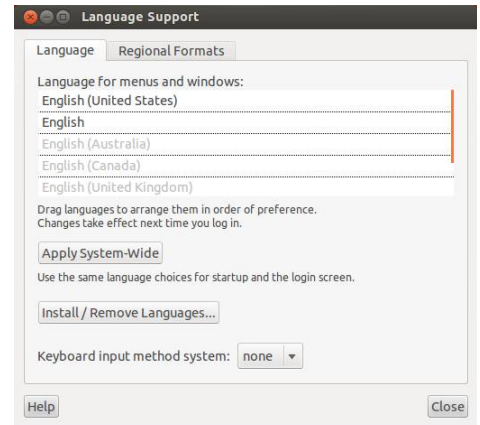 Language Support
Language Regional Formats
Language for menus and windows:
English (United States)
English
English (Australia)
English (Canada)
English (United Kingdom)
Drag languages to arrange them in order of preference.
Changes take effect next time you log in.
Apply System-Wide
Use the same language choices for startup and the login screen.
Install / Remove Languages...
Keyboard input method system: none
Help Close